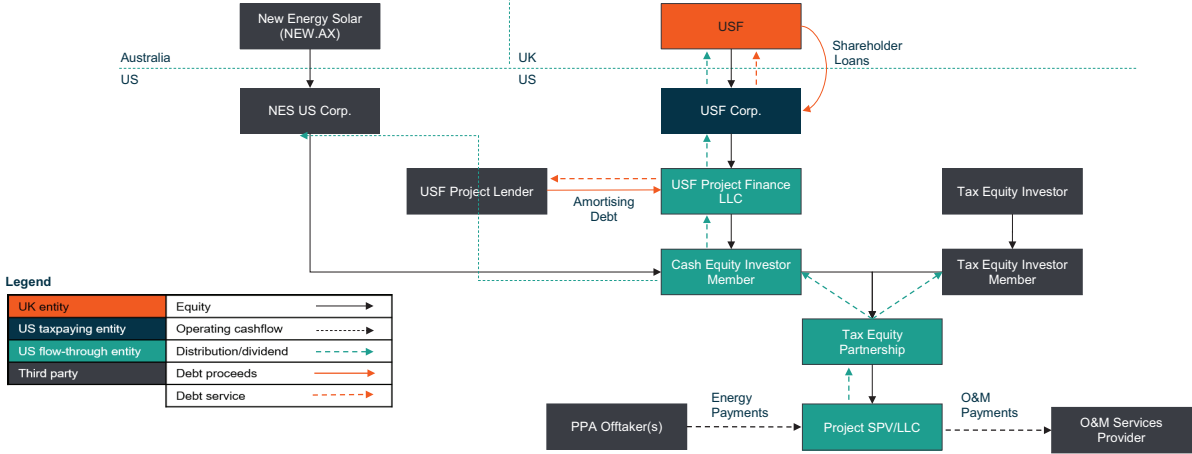 New Energy Solar
(NEW.AX)
USF
Shareholder
Loans
Australia
UK
US
US
NES US Corp.
USF Corp.
USF Project Lender
Amortising
Debt
USF Project Finance
LLC
Tax Equity Investor
Cash Equity Investor
Member
Tax Equity Investor
Member
Legend
UK entity
Equity
US taxpaying entity
Operating cashflow
US flow-through entity
Distribution/dividend
Third party
Debt proceeds
Debt service
Tax Equity
Partnership
Energy
Payments
O&M
Payments
PPA Offtaker(s)
Project SPV/LLC
O&M Services
Provider